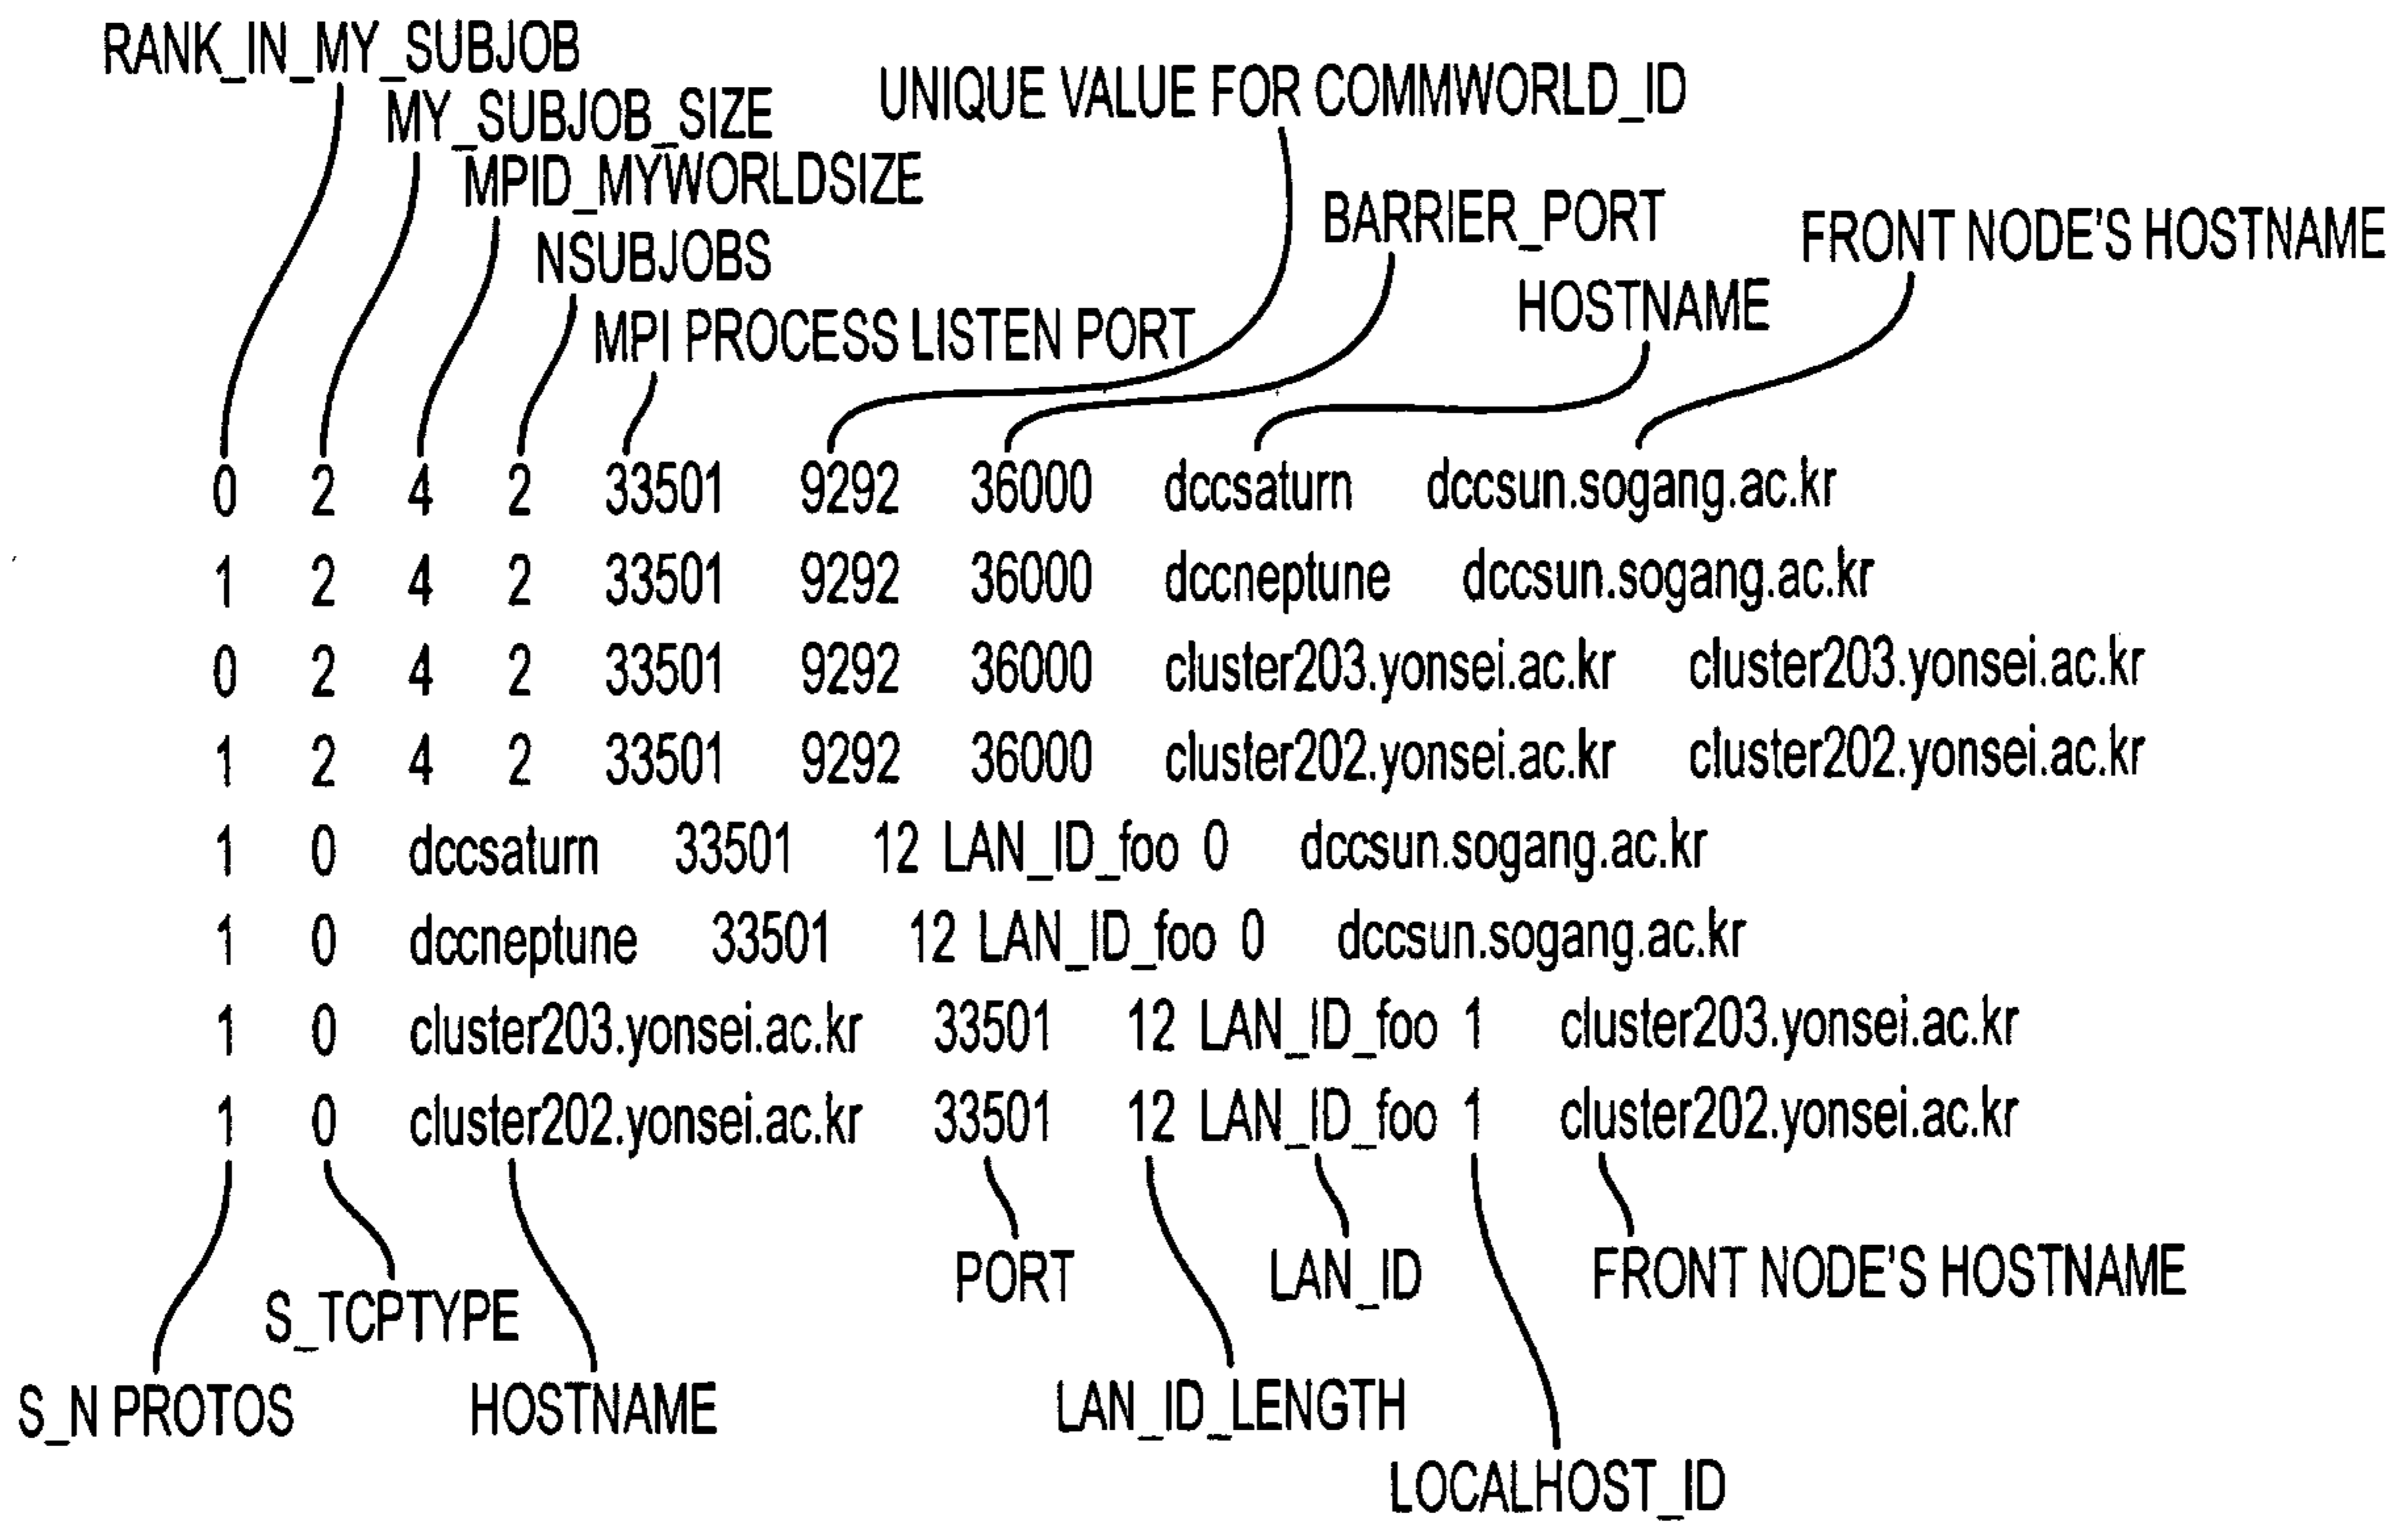 RANK_IN_MY_SUBJOB
MY_SUBJOB_SIZE
MPID_MYWORLDSIZE
NSUBJOBS
MPI PROCESS LISTEN PORT
UNIQUE VALUE FOR COMMWORLD_ID
BARRIER_PORT
HOSTNAME
FRONT NODE'S HOSTNAME
0 2 4 2 33501 9292 36000 dccsaturn dccsun.sogang.ac.kr
1 2 4 2 33501 9292 36000 dccneptune dccsun.sogang.ac.kr
0 2 4 2 33501 9292 36000 cluster203.yonsei.ac.kr cluster203.yonsei.ac.kr
1 2 4 2 33501 9292 36000 cluster202.yonsei.ac.kr cluster202.yonsei.ac.kr
1 0 dccsaturn 33501 12 LAN_ID_foo 0 dccsun.sogang.ac.kr
1 0 dccneptune 33501 12 LAN_ID_foo 0 dccsun.sogang.ac.kr
1 0 cluster203.yonsei.ac.kr 33501 12 LAN_ID_foo 1 cluster203.yonsei.ac.kr
1 0 cluster202.yonsei.ac.kr 33501 12 LAN_ID_foo 1 cluster202.yonsei.ac.kr
S_N PROTOS
S_TCPTYPE
HOSTNAME
PORT
LAN_ID_LENGTH
LAN_ID
LOCALHOST_ID
FRONT NODE'S HOSTNAME